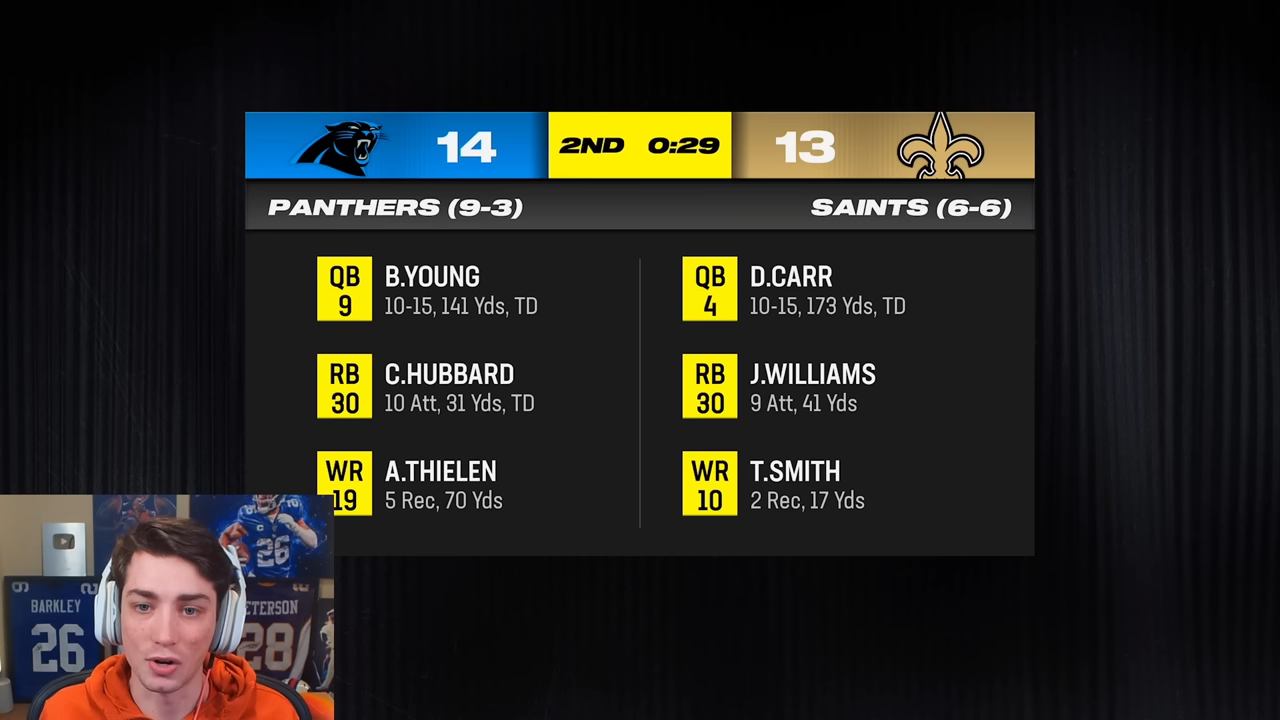 14 2ND 0:29 13
PANTHERS (9-3) SAINTS (6-6)
QB 9 B.YOUNG
10-15, 141 Yds, TD
RB 30 C.HUBBARD
10 Att, 31 Yds, TD
WR 19 A.THIELEN
5 Rec, 70 Yds
QB 4 D.CARR
10-15, 173 Yds, TD
RB 30 J.WILLIAMS
9 Att, 41 Yds
WR 10 T.SMITH
2 Rec, 17 Yds
26
BARKLEY
26
ETERSON
28